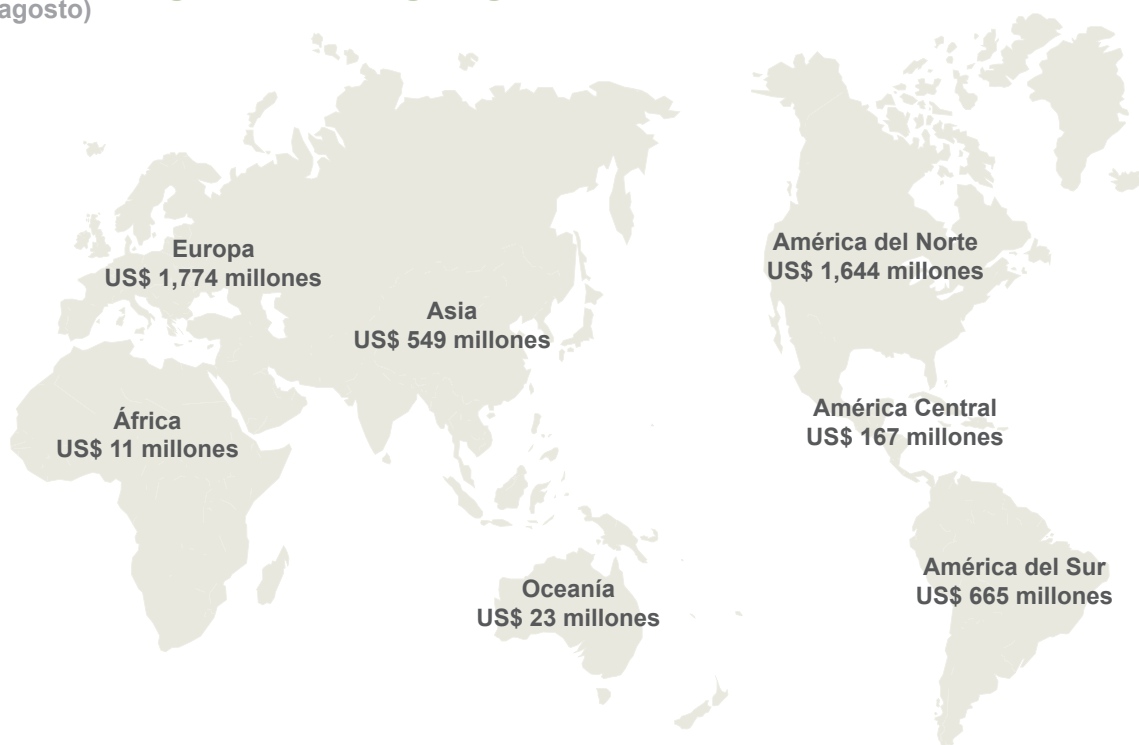 agosto)
Europa
US$ 1,774 millones
América del Norte
US$ 1,644 millones
Asia
US$ 549 millones
África
US$ 11 millones
América Central
US$ 167 millones
América del Sur
US$ 665 millones
Oceanía
US$ 23 millones